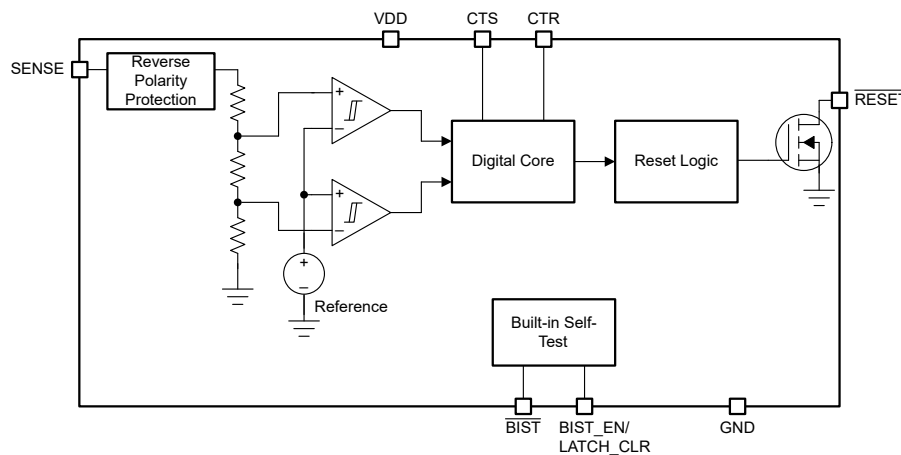 VDD
CTS
CTR
SENSE
Reverse
Polarity
Protection
RESET
+
−
Digital Core
Reset Logic
+
−
+
−
Reference
Built-in Self-
Test
BIST
BIST_EN/
LATCH_CLR
GND